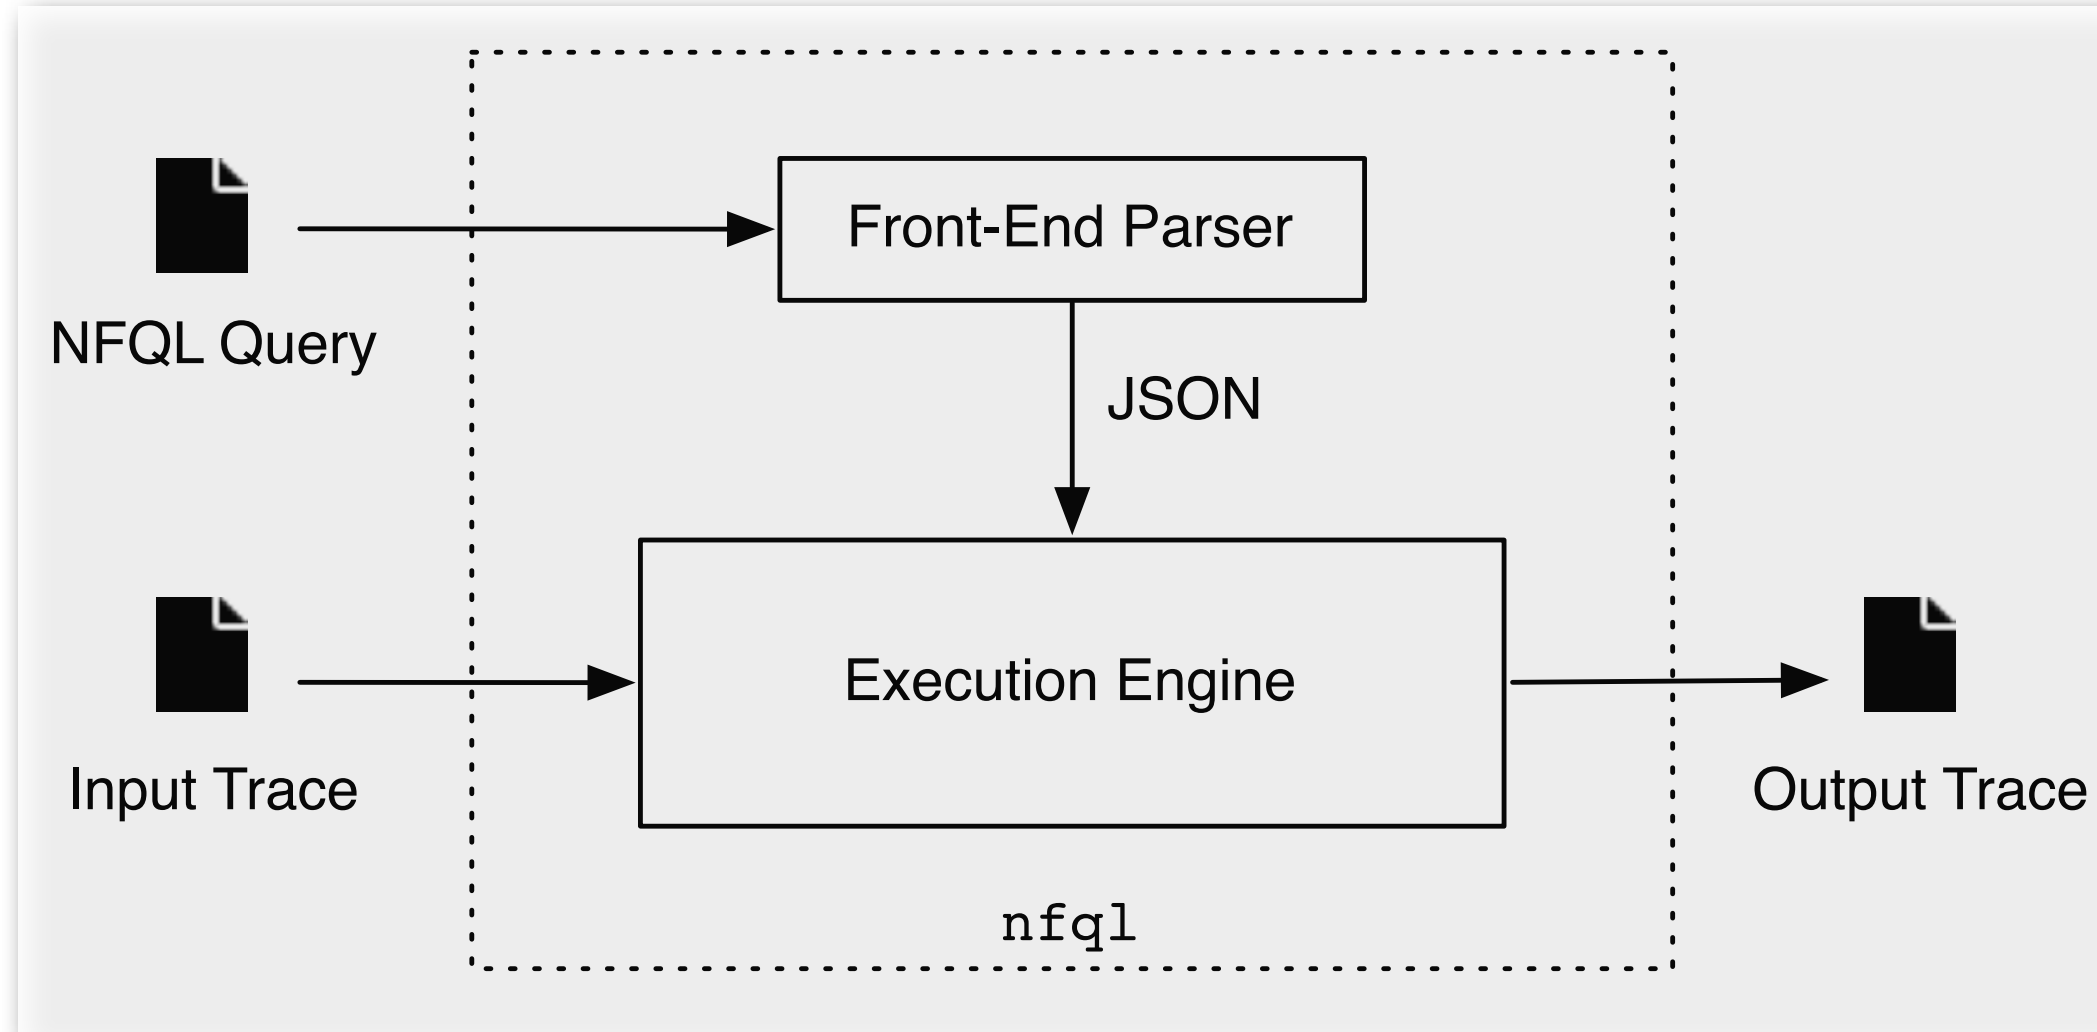 Front-End Parser
NFQL Query
JSON
Execution Engine
Input Trace
Output Trace
nfql